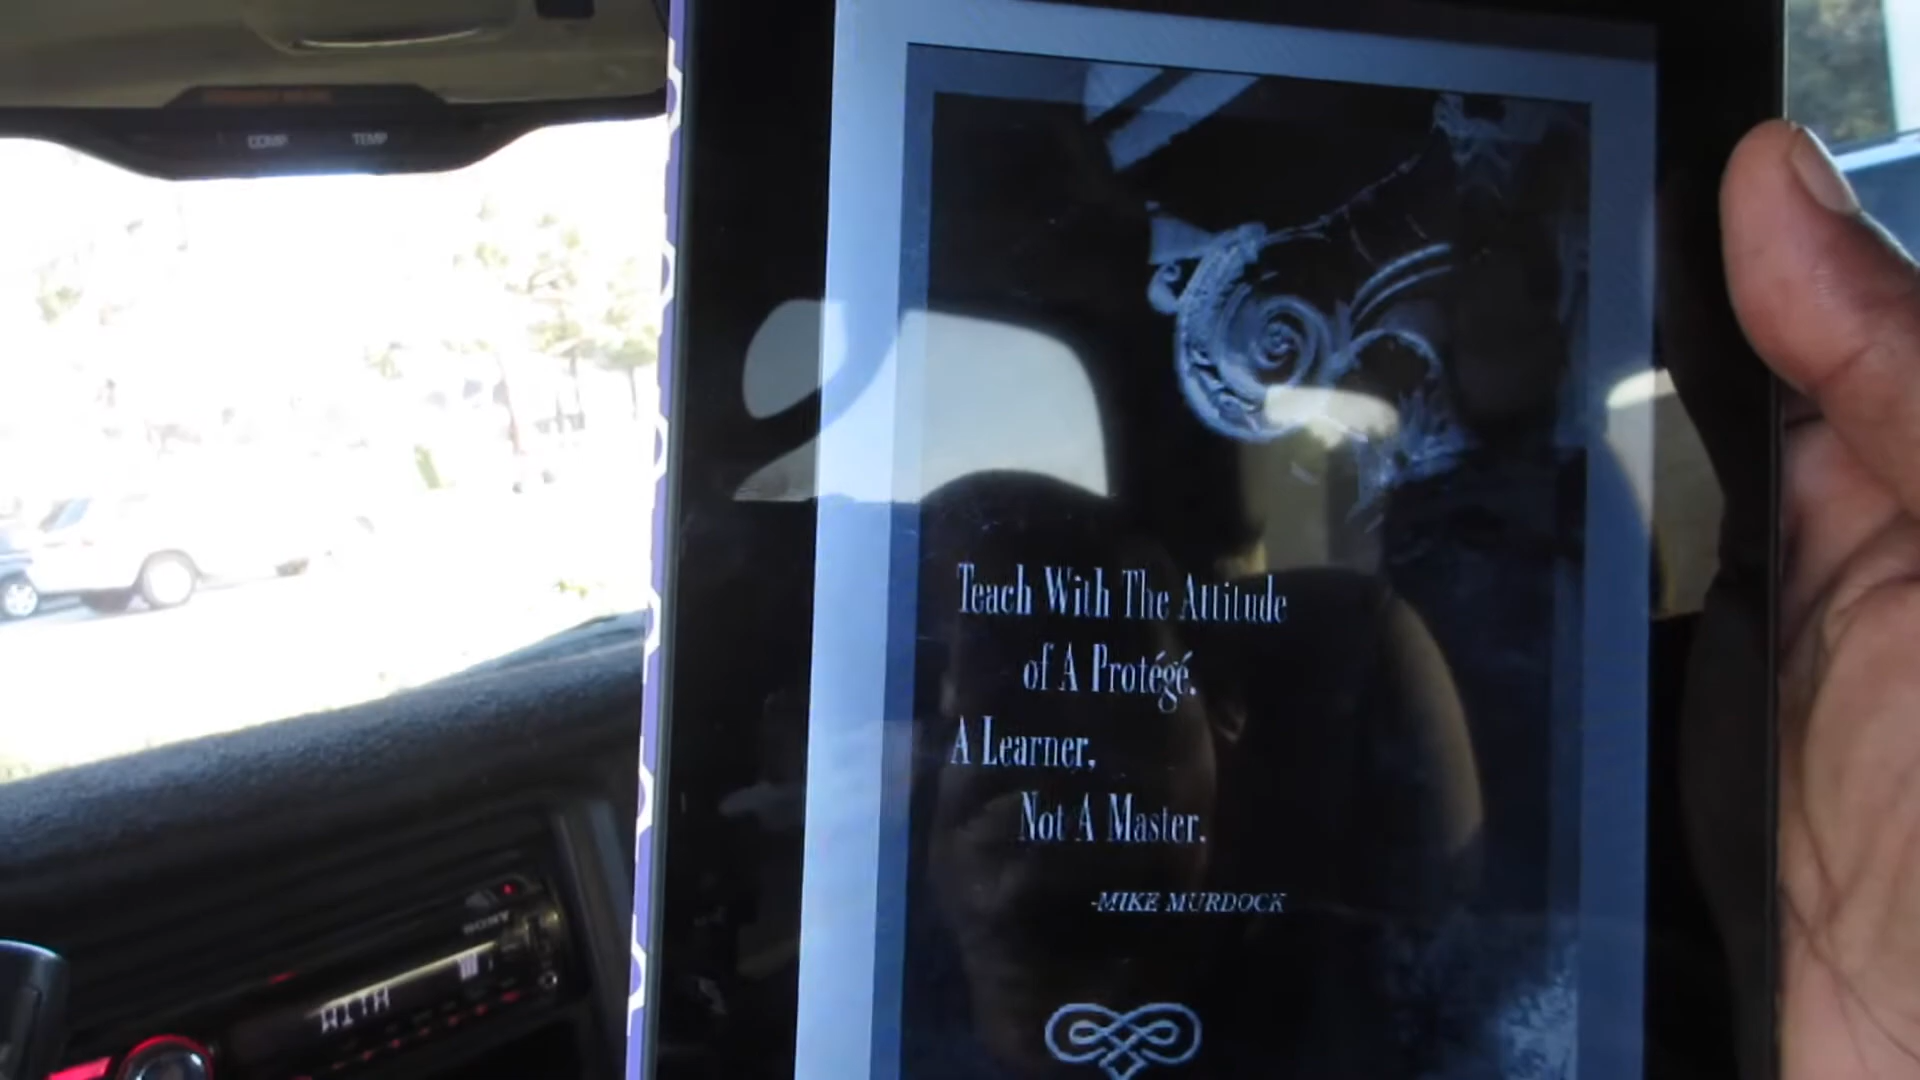 COMP TEMP
Teach With The Attitude
of A Protégé.
A Learner,
Not A Master.
-MIKE MURDOCK
SONY
WITH